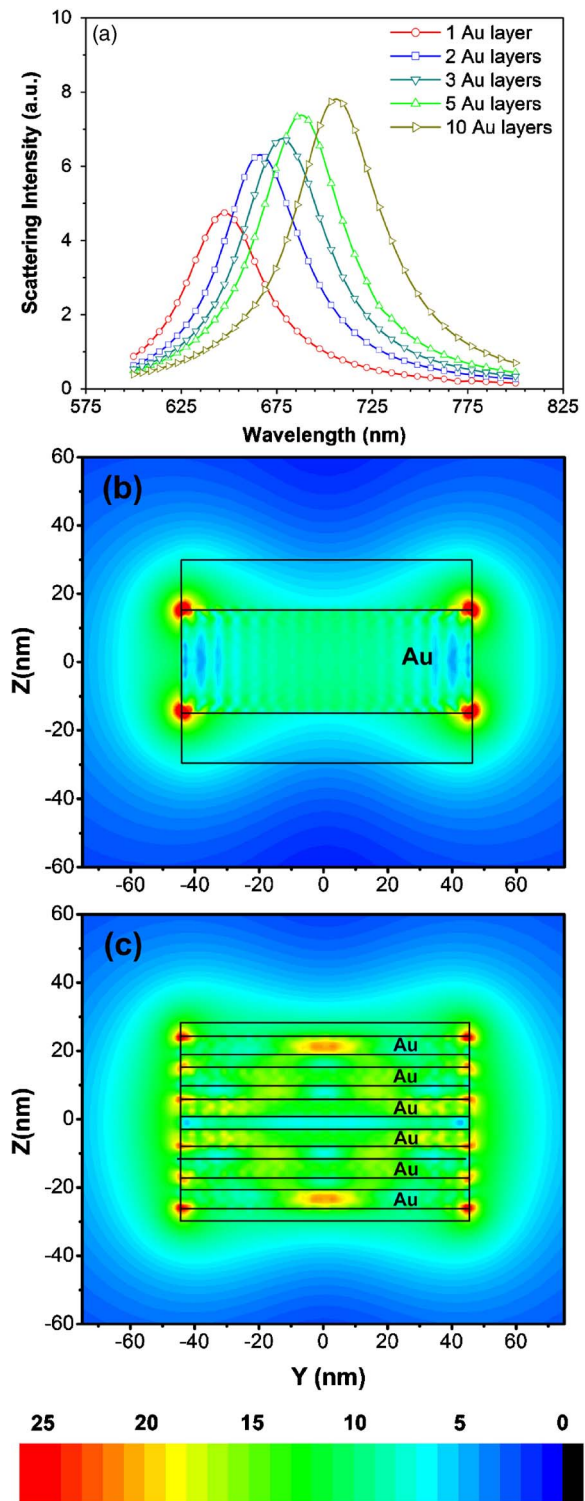 (a)
1 Au layer
2 Au layers
3 Au layers
5 Au layers
10 Au layers
Scattering Intensity (a.u.)
10
8
6
4
2
0
575 625 675 725 775 825
Wavelength (nm)
(b)
Au
Z(nm)
60
40
20
0
-20
-40
-60
-60 -40 -20 0 20 40 60
(c)
Au
Au
Au
Au
Au
Au
Z(nm)
60
40
20
0
-20
-40
-60
-60 -40 -20 0 20 40 60
Y (nm)
25 20 15 10 5 0